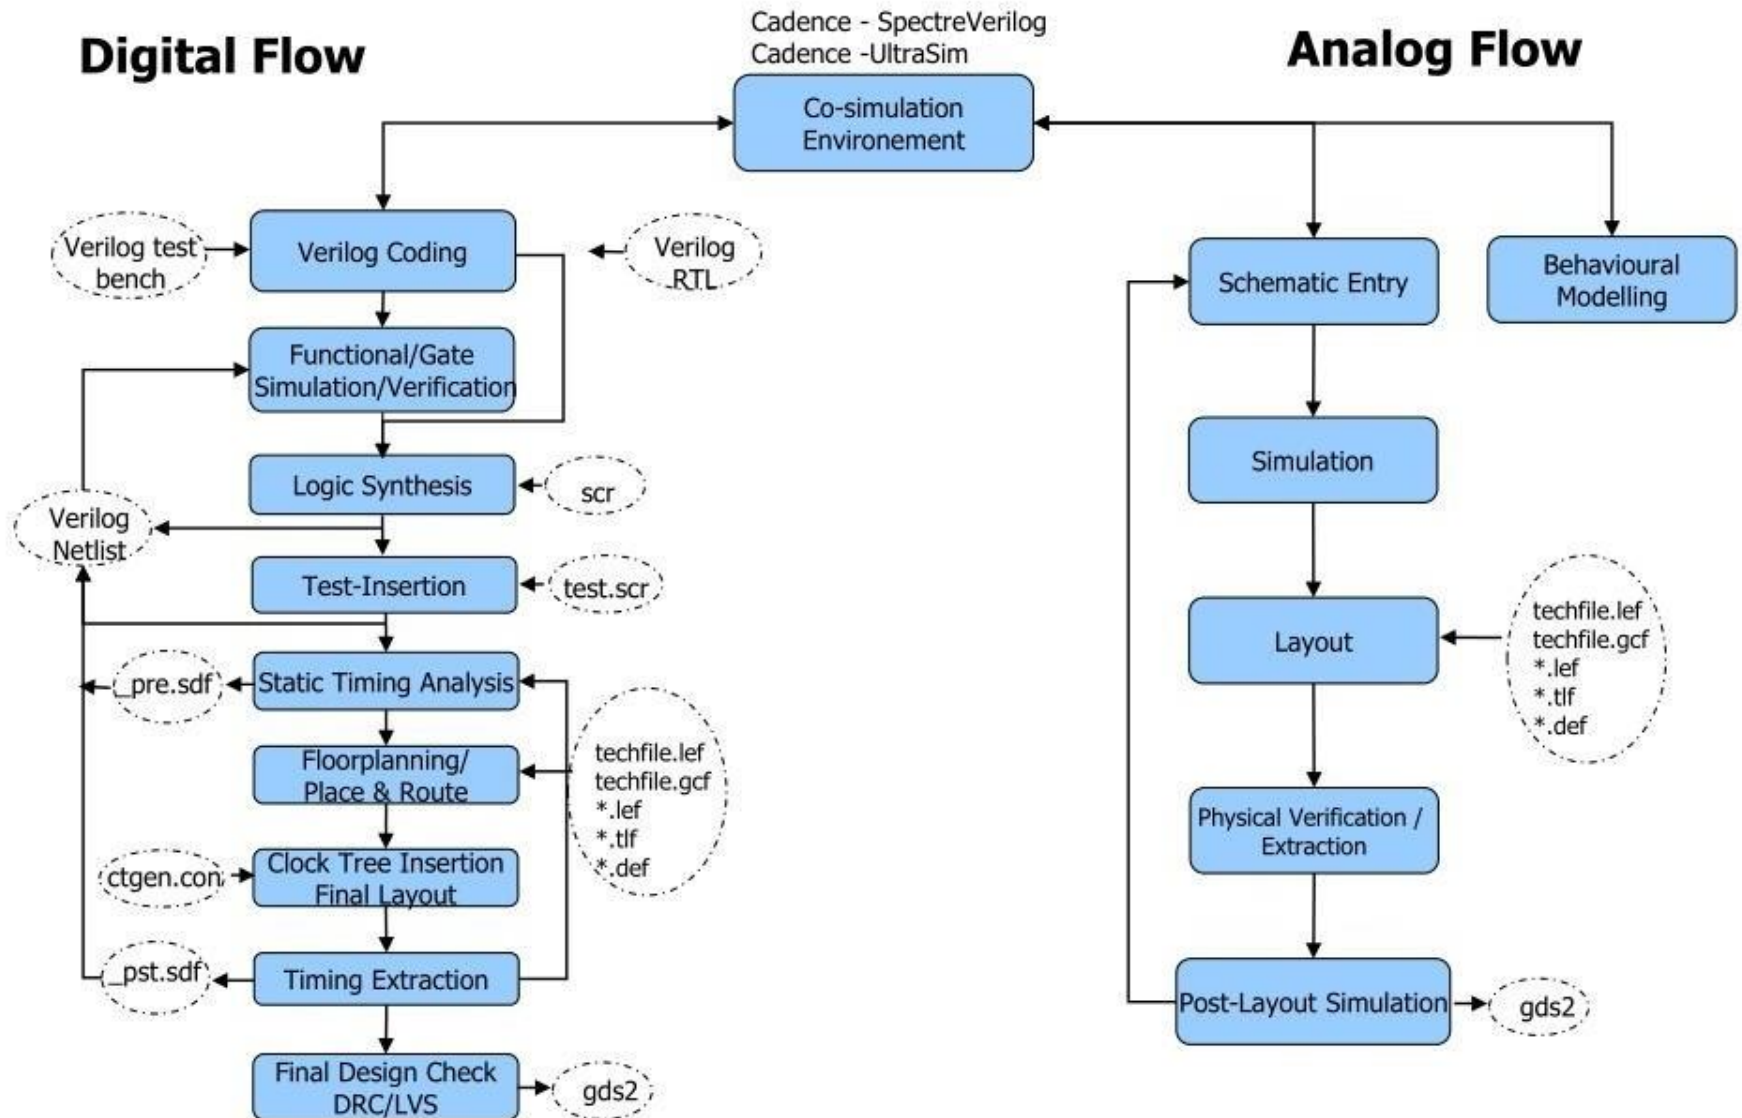 Digital Flow
Cadence - SpectreVerilog
Cadence -UltraSim
Analog Flow
Co-simulation
Environement
Verilog test
bench
Verilog Coding
Verilog
RTL
Schematic Entry
Behavioural
Modelling
Functional/Gate
Simulation/Verification
Logic Synthesis
scr
Simulation
Verilog
Netlist
Test-Insertion
test.scr
Layout
techfile.lef
techfile.gcf
*.lef
*.tlf
*.def
_pre.sdf
Static Timing Analysis
Floorplanning/
Place & Route
techfile.lef
techfile.gcf
*.lef
*.tlf
*.def
Physical Verification /
Extraction
ctgen.con
Clock Tree Insertion
Final Layout
_pst.sdf
Timing Extraction
Post-Layout Simulation
gds2
Final Design Check
DRC/LVS
gds2